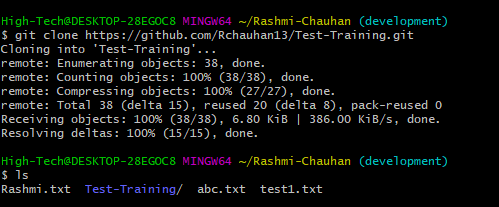 High-Tech@DESKTOP-28EGOC8 MINGW64 ~/Rashmi-Chauhan (development)
$ git clone https://github.com/Rchauhan13/Test-Training.git
Cloning into 'Test-Training'...
remote: Enumerating objects: 38, done.
remote: Counting objects: 100% (38/38), done.
remote: Compressing objects: 100% (27/27), done.
remote: Total 38 (delta 15), reused 20 (delta 8), pack-reused 0
Receiving objects: 100% (38/38), 6.80 KiB | 386.00 KiB/s, done.
Resolving deltas: 100% (15/15), done.
High-Tech@DESKTOP-28EGOC8 MINGW64 ~/Rashmi-Chauhan (development)
$ ls
Rashmi.txt  Test-Training/  abc.txt  test1.txt